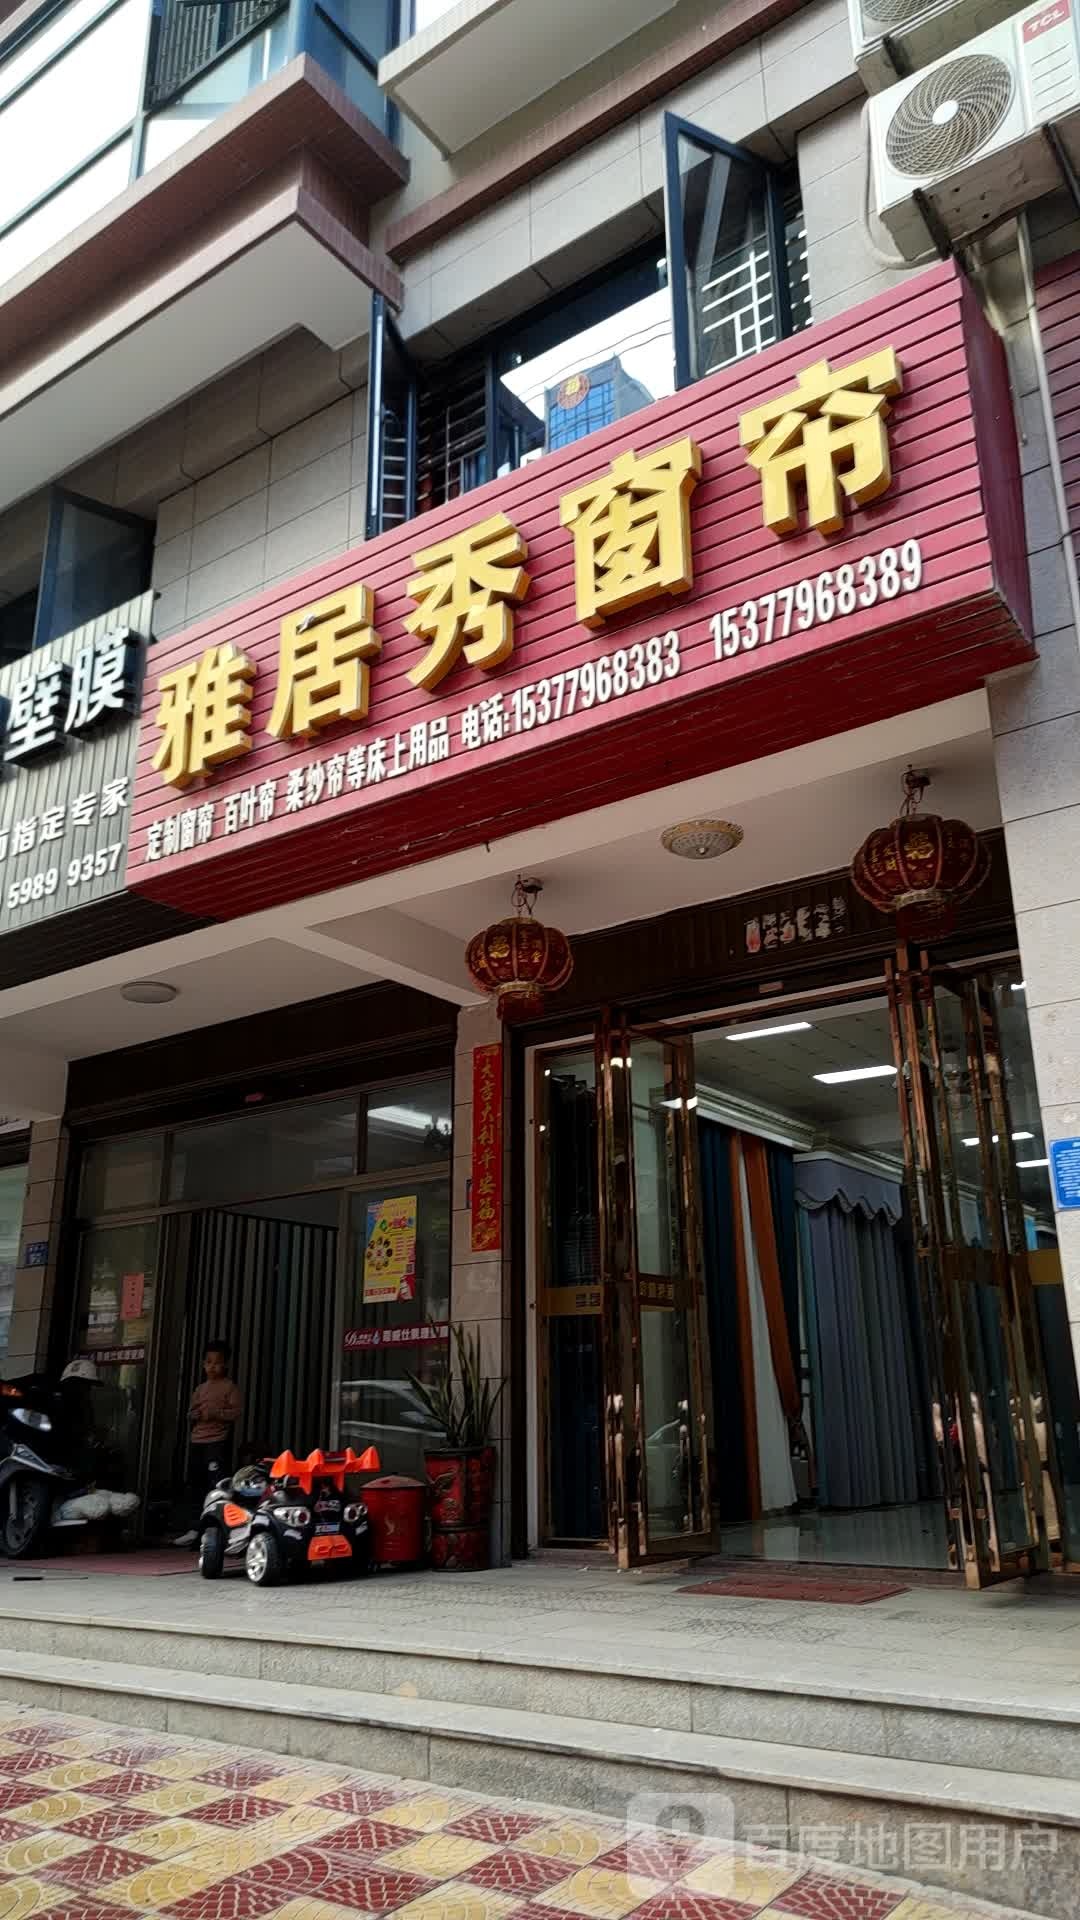 TCL
雅居秀窗帘
定制窗帘 百叶帘 柔纱帘等床上用品 电话:15377968383 15377968389
壁膜
指定专家
5989 9357
大吉大利平安福
百度地图用户